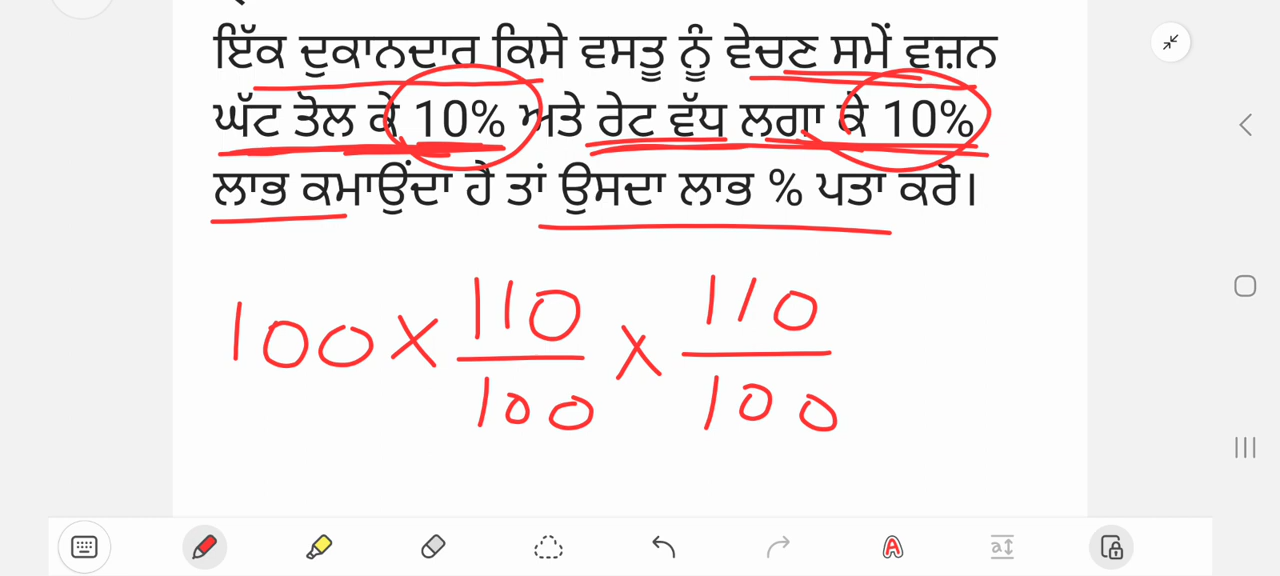 ਇੱਕ ਦੁਕਾਨਦਾਰ ਕਿਸੇ ਵਸਤੂ ਨੂੰ ਵੇਚਣ ਸਮੇਂ ਵਜ਼ਨ
ਘੱਟ ਤੋਲ ਕੇ 10% ਅਤੇ ਰੇਟ ਵੱਧ ਲਗਾ ਕੇ 10%
ਲਾਭ ਕਮਾਉਂਦਾ ਹੈ ਤਾਂ ਉਸਦਾ ਲਾਭ % ਪਤਾ ਕਰੋ।
100 × 110/100 × 110/100
A a